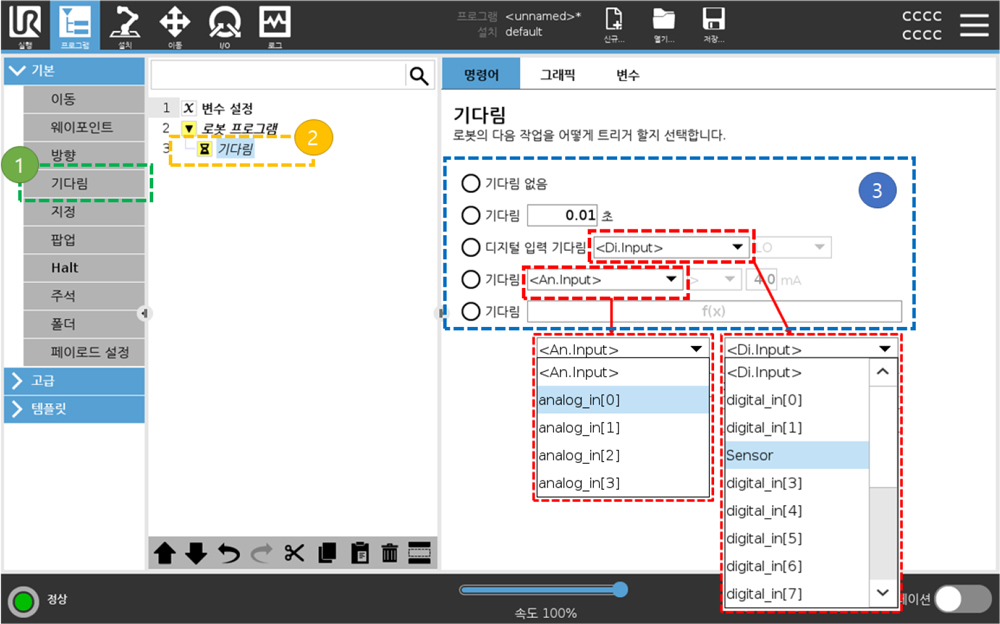 UR
실행
프로그램
설치
이동
I/O
로그
프로그램 <unnamed>*
설치 default
신규...
열기...
저장...
CCCC
CCCC
기본
이동
웨이포인트
방향
기다림
지정
팝업
Halt
주석
폴더
페이로드 설정
고급
템플릿
1
1 X 변수 설정
2 로봇 프로그램
3 기다림
2
명령어 그래픽 변수
기다림
로봇의 다음 작업을 어떻게 트리거 할지 선택합니다.
3
기다림 없음
기다림 0.01 초
디지털 입력 기다림 <Di.Input> LO
기다림 <An.Input> > 4.0 mA
기다림 f(x)
<An.Input>
<An.Input>
analog_in[0]
analog_in[1]
analog_in[2]
analog_in[3]
<Di.Input>
<Di.Input>
digital_in[0]
digital_in[1]
Sensor
digital_in[3]
digital_in[4]
digital_in[5]
digital_in[6]
digital_in[7]
정상
속도 100%
레이션